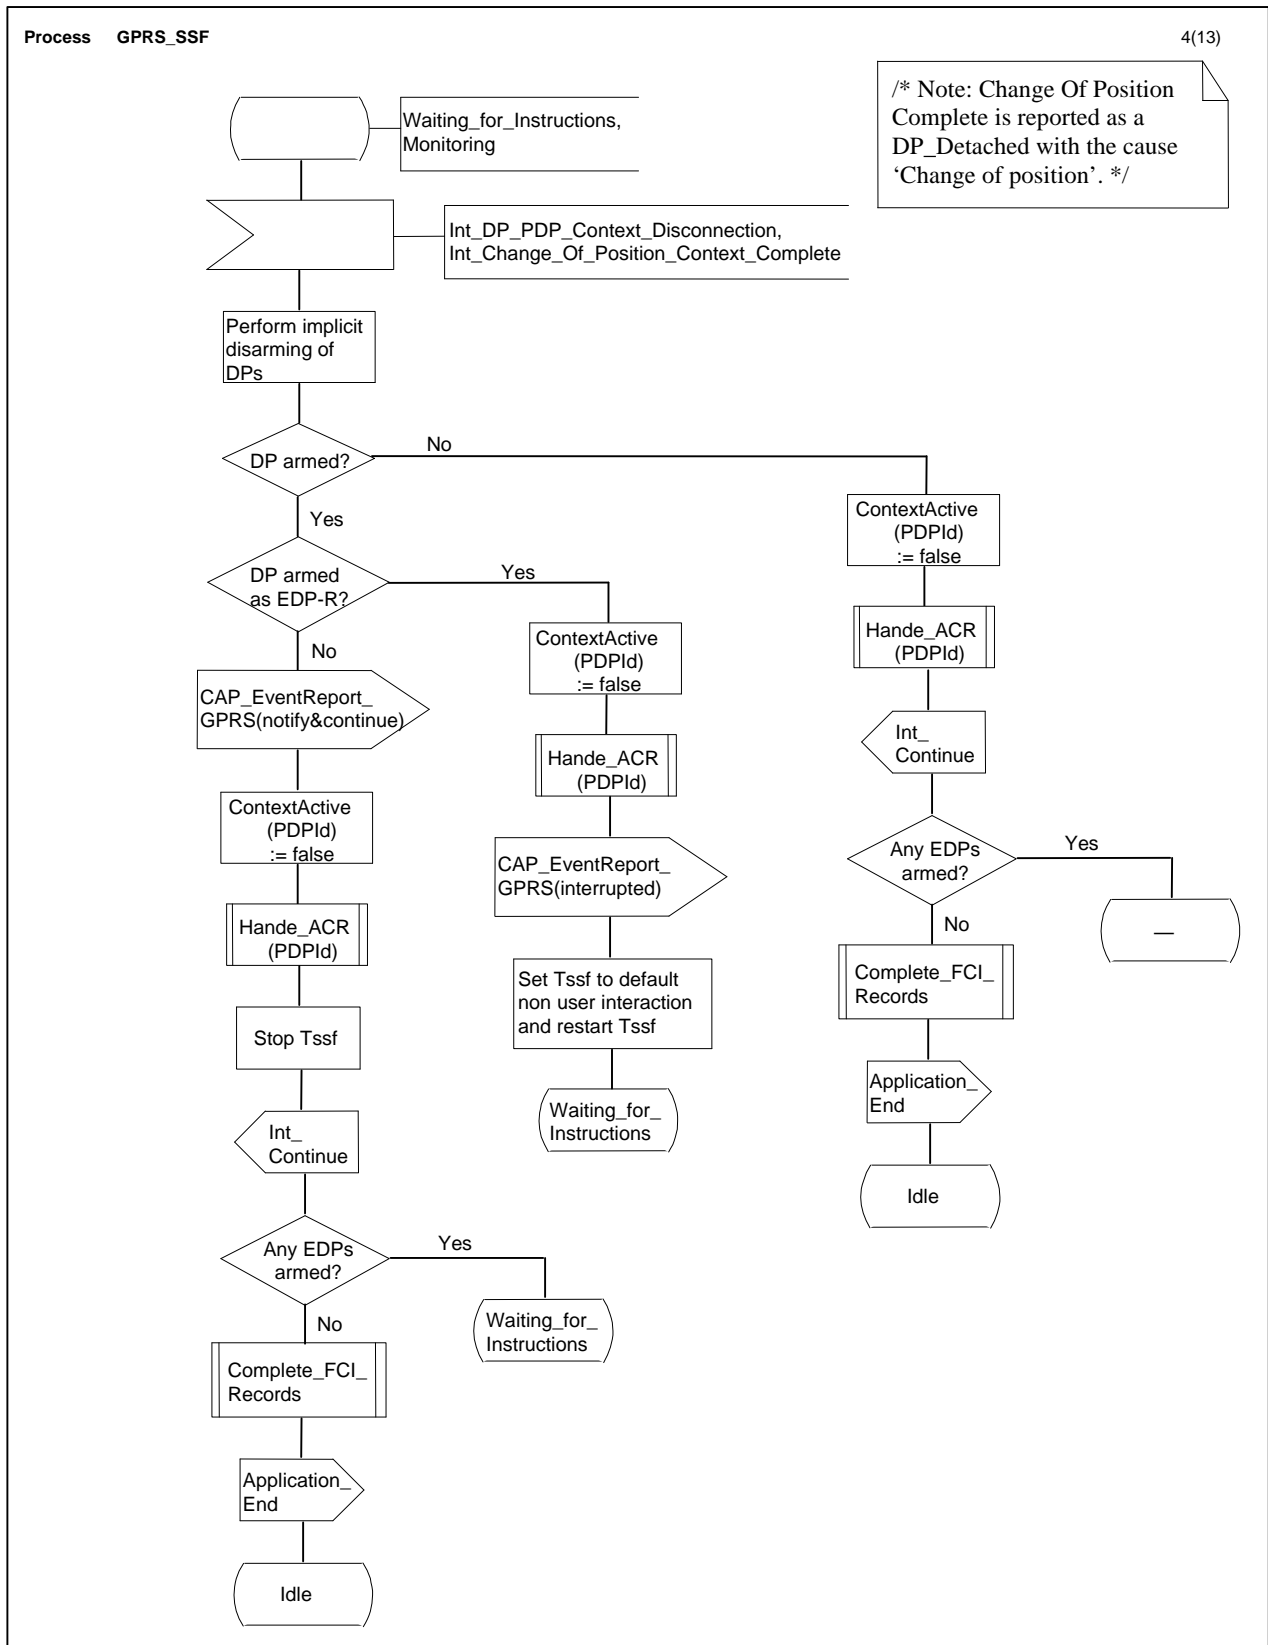 Process GPRS_SSF
4(13)
/* Note: Change Of Position
Complete is reported as a
DP_Detached with the cause
‘Change of position’. */
Waiting_for_Instructions,
Monitoring
Int_DP_PDP_Context_Disconnection,
Int_Change_Of_Position_Context_Complete
Perform implicit
disarming of
DPs
DP armed?
No
Yes
DP armed
as EDP-R?
Yes
No
CAP_EventReport_
GPRS(notify&continue)
ContextActive
(PDPId)
:= false
Hande_ACR
(PDPId)
Stop Tssf
Int_
Continue
Any EDPs
armed?
Yes
Waiting_for_
Instructions
No
Complete_FCI_
Records
Application_
End
Idle
ContextActive
(PDPId)
:= false
Hande_ACR
(PDPId)
CAP_EventReport_
GPRS(interrupted)
Set Tssf to default
non user interaction
and restart Tssf
Waiting_for_
Instructions
ContextActive
(PDPId)
:= false
Hande_ACR
(PDPId)
Int_
Continue
Any EDPs
armed?
Yes
—
No
Complete_FCI_
Records
Application_
End
Idle